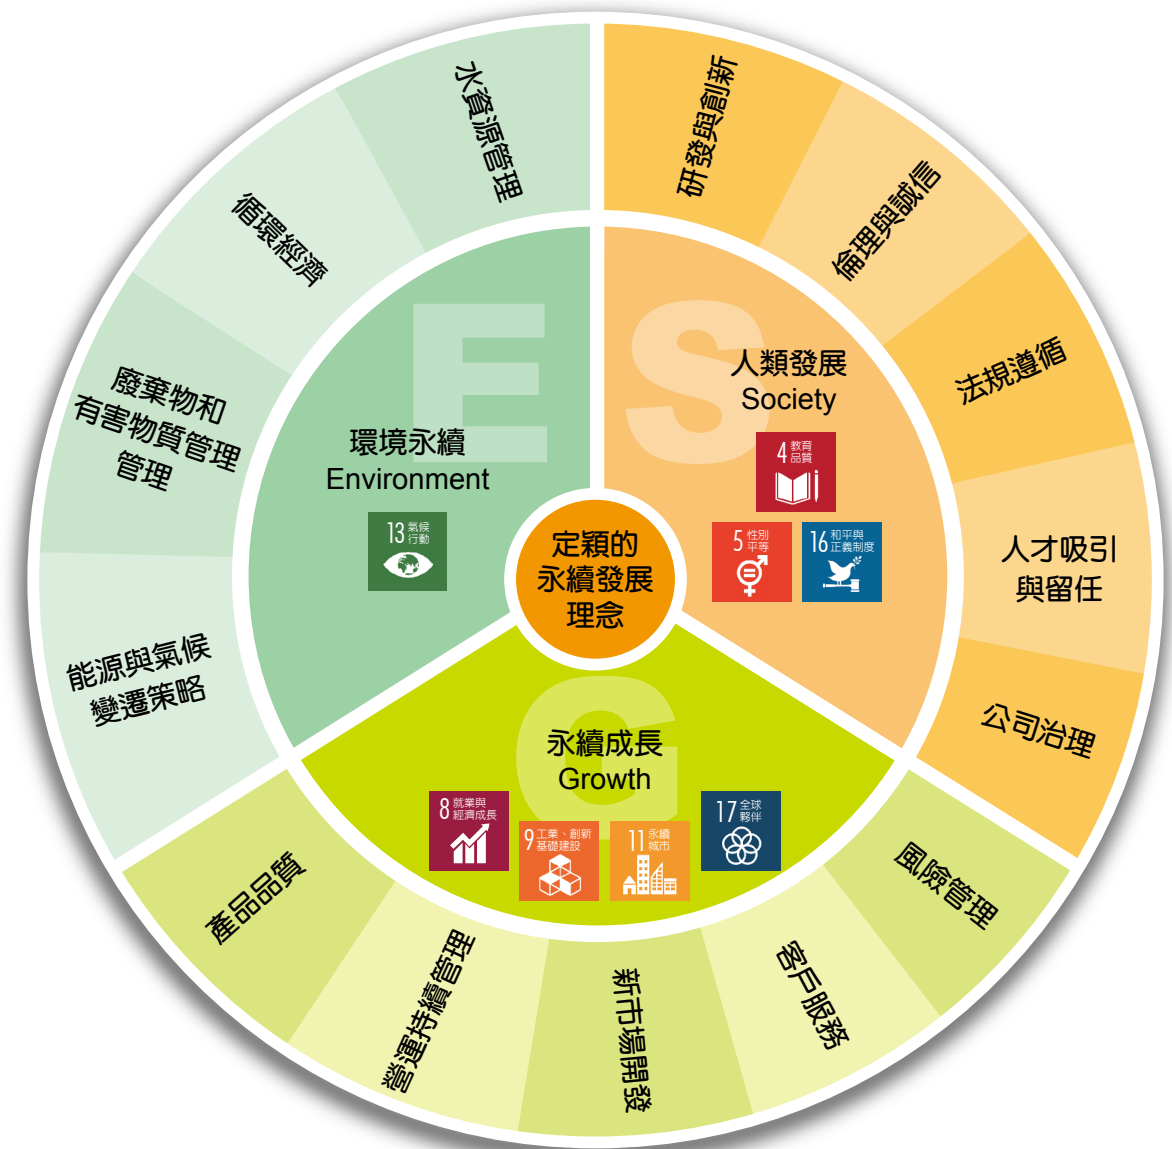 水資源管理
循環經濟
廢棄物和
有害物質管理
管理
能源與氣候
變遷策略
研發與創新
倫理與誠信
法規遵循
人才吸引
與留任
公司治理
E
環境永續
Environment
13 氣候
行動
S
人類發展
Society
4 教育
品質
5 性別
平等
16 和平與
正義制度
定穎的
永續發展
理念
G
永續成長
Growth
8 就業與
經濟成長
9 工業、創新
基礎建設
11 永續
城市
17 全球
夥伴
產品品質
營運持續管理
新市場開發
客戶服務
風險管理